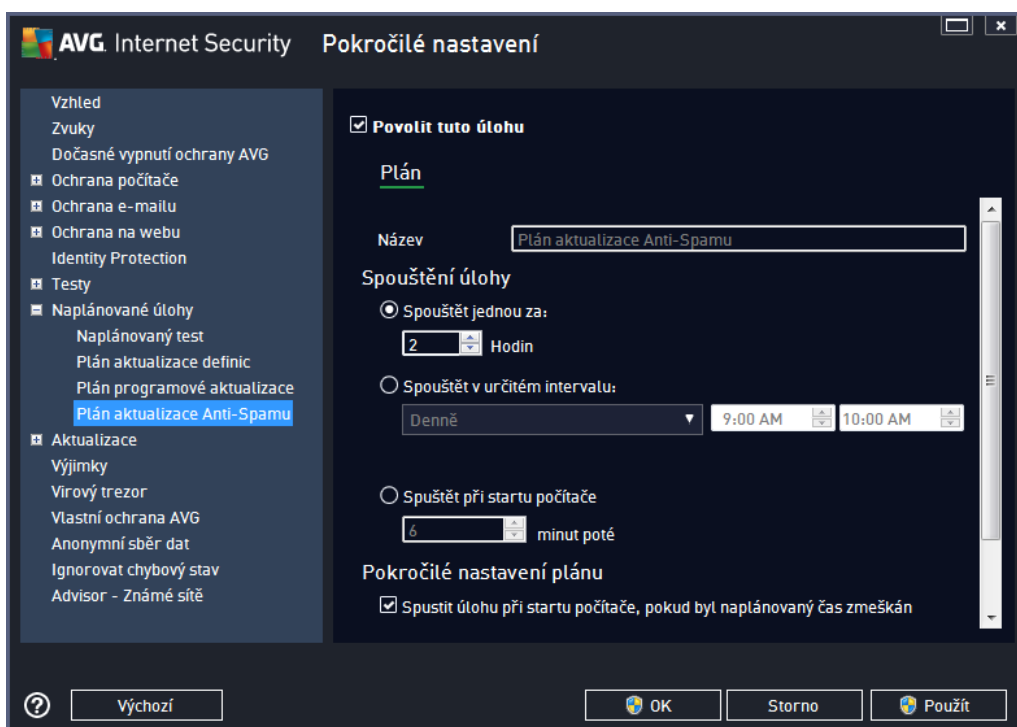 AVG. Internet Security Pokročilé nastavení
Vzhled
Zvuky
Dočasné vypnutí ochrany AVG
Ochrana počítače
Ochrana e-mailu
Ochrana na webu
Identity Protection
Testy
Naplánované úlohy
Naplánovaný test
Plán aktualizace definic
Plán programové aktualizace
Plán aktualizace Anti-Spamu
Aktualizace
Výjimky
Virový trezor
Vlastní ochrana AVG
Anonymní sběr dat
Ignorovat chybový stav
Advisor - Známé sítě
Povolit tuto úlohu
Plán
Název Plán aktualizace Anti-Spamu
Spouštění úlohy
Spouštět jednou za:
2 Hodin
Spouštět v určitém intervalu:
Denně 9:00 AM 10:00 AM
Spuštět při startu počítače
6 minut poté
Pokročilé nastavení plánu
Spustit úlohu při startu počítače, pokud byl naplánovaný čas zmeškán
? Výchozí OK Storno Použít